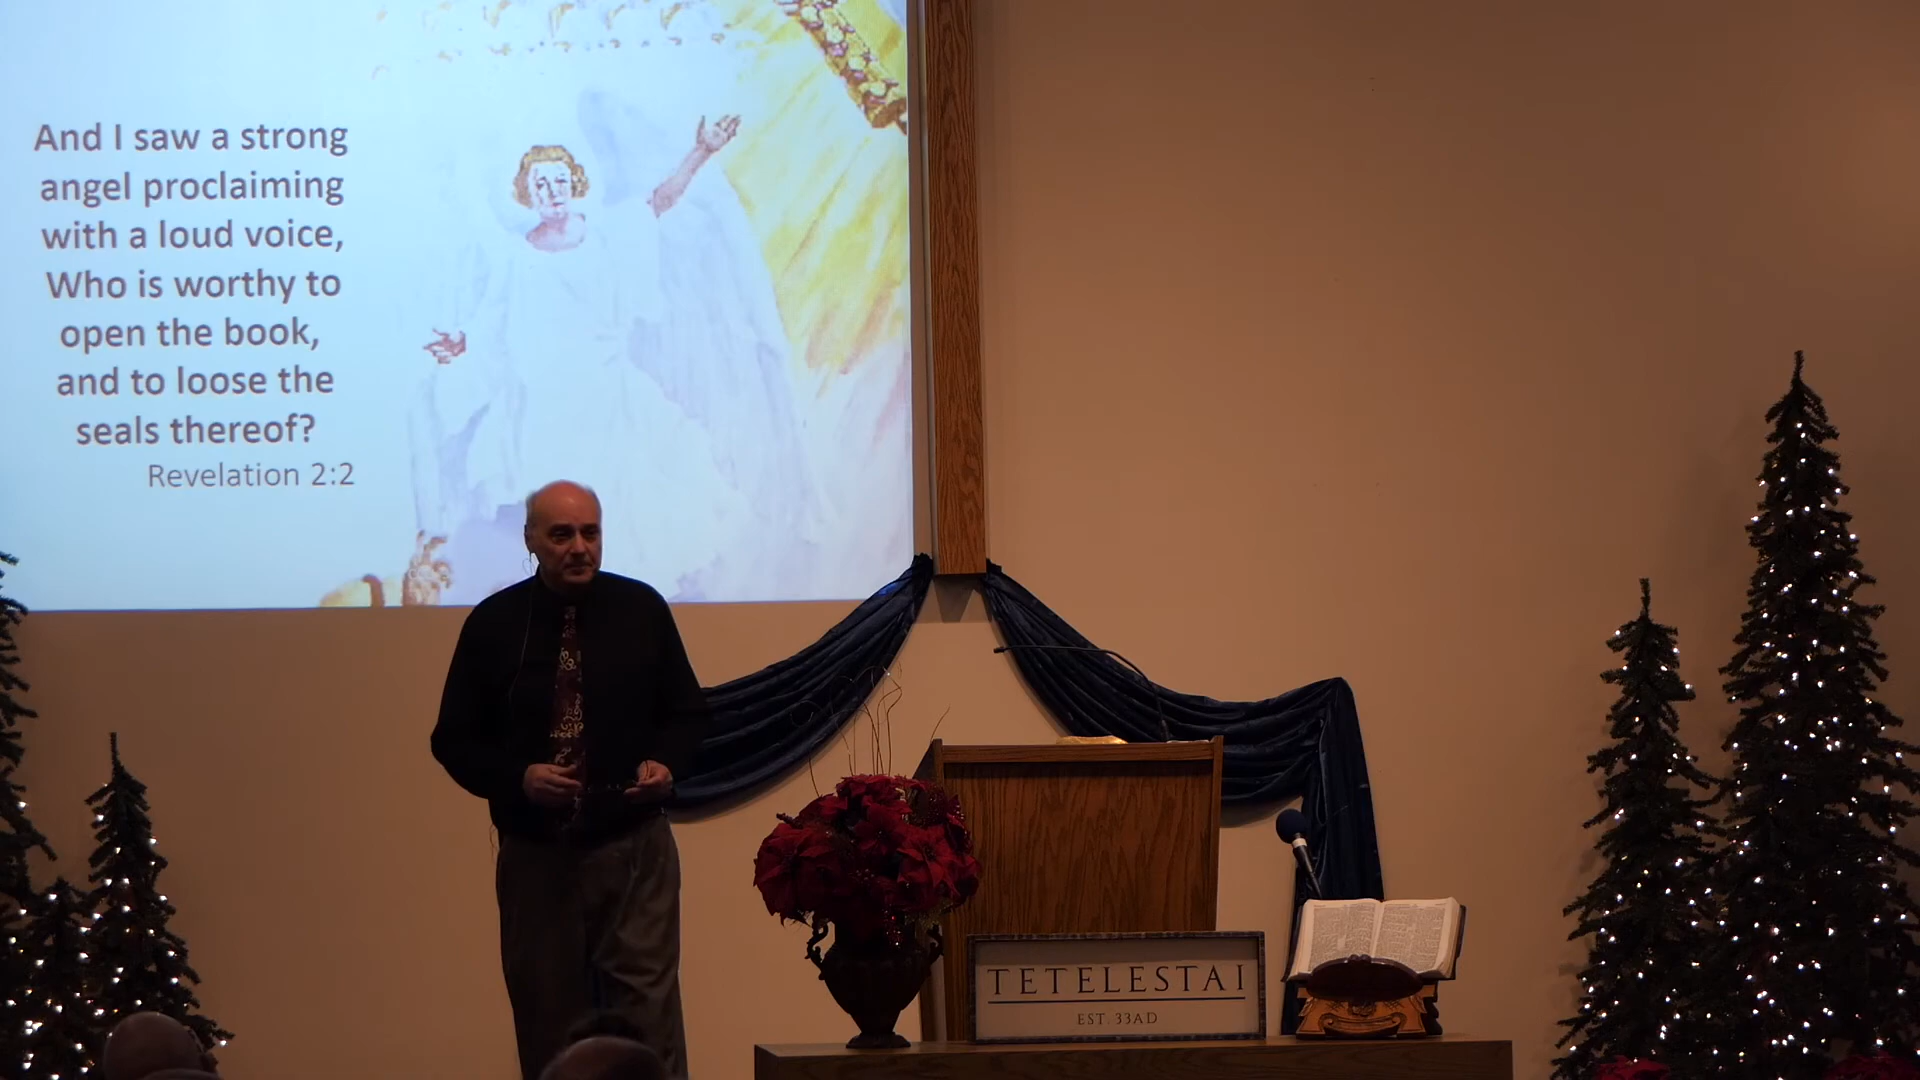 And I saw a strong
angel proclaiming
with a loud voice,
Who is worthy to
open the book,
and to loose the
seals thereof?
Revelation 2:2
TETELESTAI
EST. 33AD